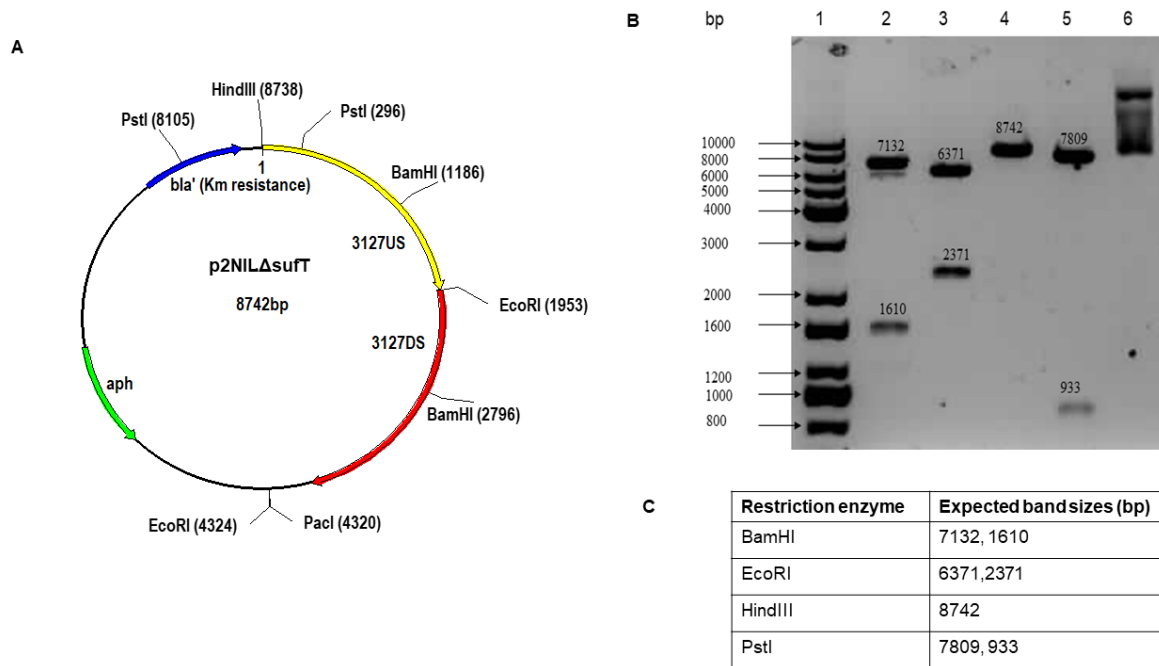 A
HindIII (8738)
PstI (296)
PstI (8105)
1
bla' (Km resistance)
BamHI (1186)
3127US
p2NILΔsufT
8742bp
EcoRI (1953)
3127DS
aph
BamHI (2796)
EcoRI (4324)
PacI (4320)
B
bp 1 2 3 4 5 6
10000
8000
6000
5000
4000
3000
2000
1600
1200
1000
800
7132
6371
8742
7809
2371
1610
933
C
Restriction enzyme Expected band sizes (bp)
BamHI 7132, 1610
EcoRI 6371,2371
HindIII 8742
PstI 7809, 933